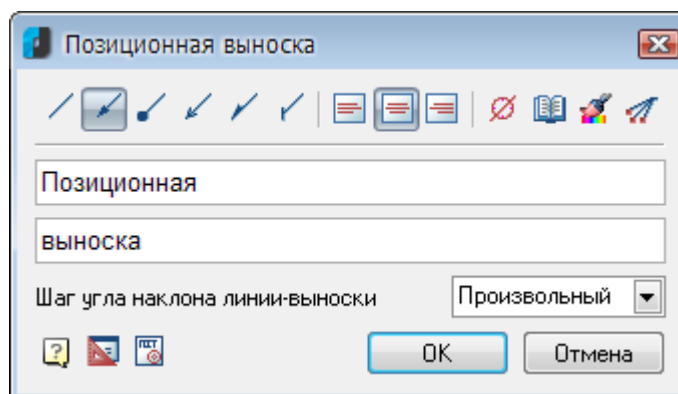 Позиционная выноска
Позиционная
выноска
Шаг угла наклона линии-выноски
Произвольный
OK
Отмена